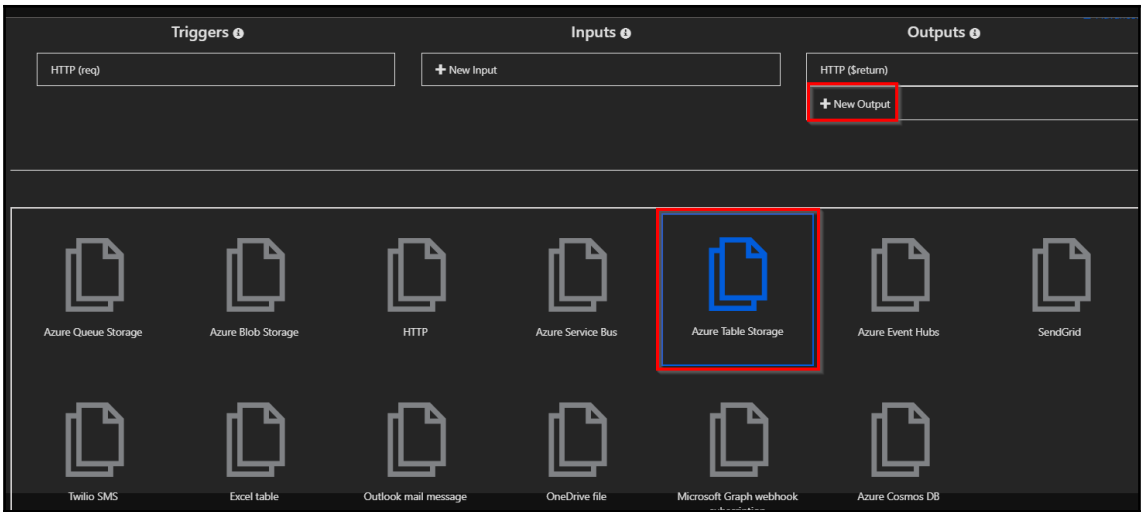 Triggers
Inputs
Outputs
HTTP (req)
New Input
HTTP ($return)
New Output
Azure Queue Storage
Azure Blob Storage
HTTP
Azure Service Bus
Azure Table Storage
Azure Event Hubs
SendGrid
Twilio SMS
Excel table
Outlook mail message
OneDrive file
Microsoft Graph webhook
subscription
Azure Cosmos DB